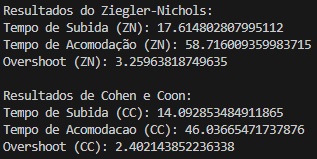 Resultados do Ziegler-Nichols:
Tempo de Subida (ZN): 17.614802807995112
Tempo de Acomodação (ZN): 58.716009359983715
Overshoot (ZN): 3.25963818749635

Resultados de Cohen e Coon:
Tempo de Subida (CC): 14.092853484911865
Tempo de Acomodacao (CC): 46.03665471737876
Overshoot (CC): 2.402143852236338